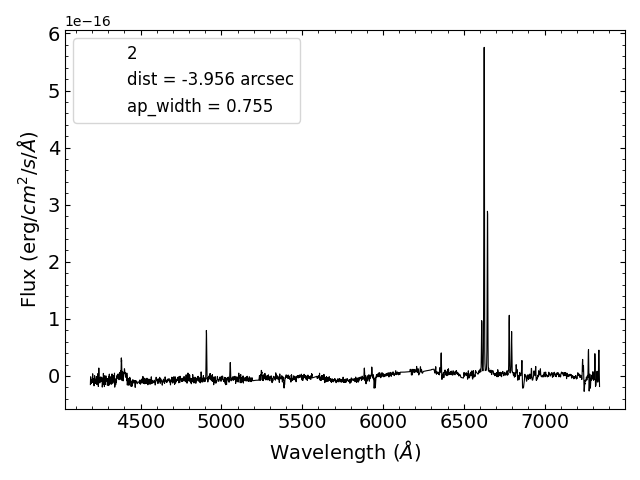 1e−16
2
dist = -3.956 arcsec
ap_width = 0.755
6
5
4
3
2
1
0
Flux (erg/cm²/s/Å)
4500 5000 5500 6000 6500 7000
Wavelength (Å)